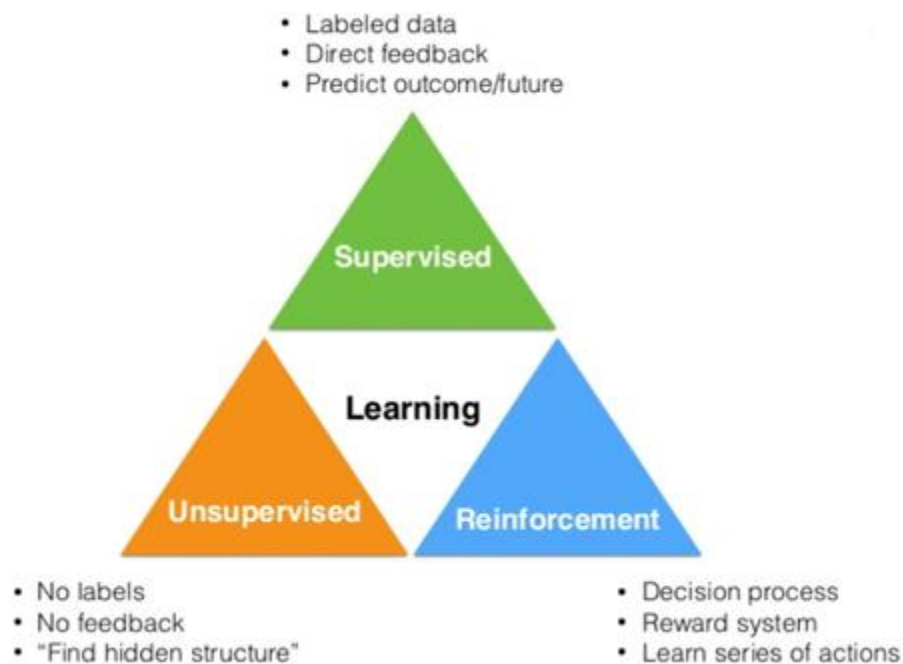 • Labeled data
• Direct feedback
• Predict outcome/future
Supervised
Learning
Unsupervised
Reinforcement
• No labels
• No feedback
• "Find hidden structure"
• Decision process
• Reward system
• Learn series of actions